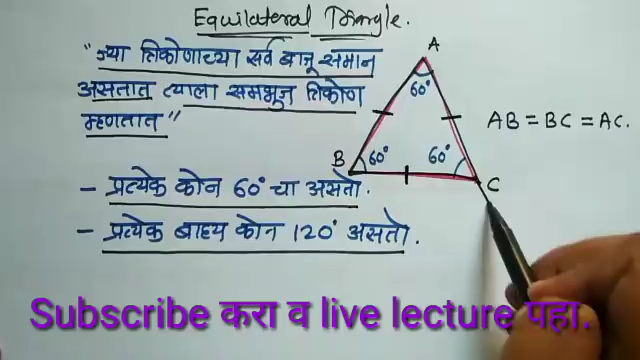 Equilateral Triangle.
"ज्या त्रिकोणाच्या सर्व बाजू समान
असतात त्याला समभुज त्रिकोण
म्हणतात"
- प्रत्येक कोन 60° चा असतो.
- प्रत्येक बाह्य कोन 120° असतो.
A
60°
B 60° 60° C
AB = BC = AC.
Subscribe करा व live lecture पहा.